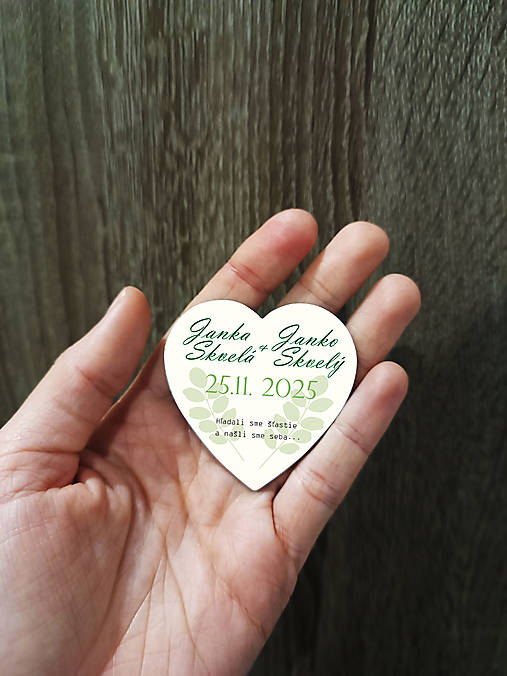 Janka & Janko
Skvelá Skvelý
25.11. 2025
Hľadali sme šťastie
a našli sme seba...